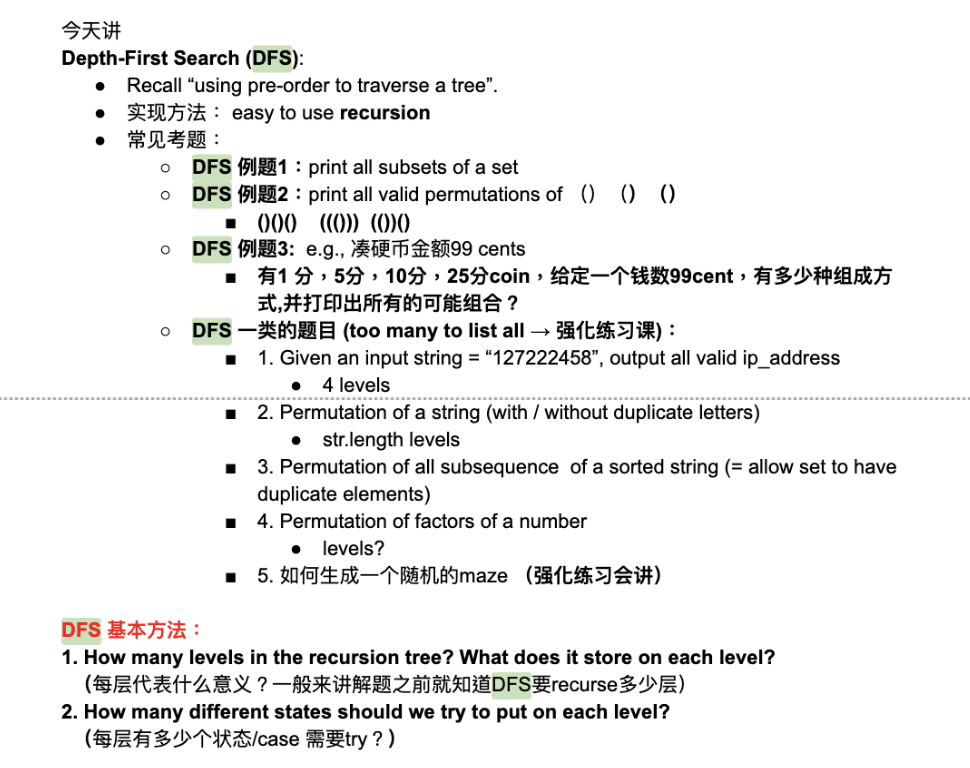 今天讲
Depth-First Search (DFS):
● Recall “using pre-order to traverse a tree”.
● 实现方法： easy to use recursion
● 常见考题：
○ DFS 例题1：print all subsets of a set
○ DFS 例题2：print all valid permutations of （） （） （）
■ ()()() ((())) (())()
○ DFS 例题3: e.g., 凑硬币金额99 cents
■ 有1 分，5分，10分，25分coin，给定一个钱数99cent，有多少种组成方
式,并打印出所有的可能组合？
○ DFS 一类的题目 (too many to list all → 强化练习课)：
■ 1. Given an input string = “127222458”, output all valid ip_address
● 4 levels
■ 2. Permutation of a string (with / without duplicate letters)
● str.length levels
■ 3. Permutation of all subsequence of a sorted string (= allow set to have
duplicate elements)
■ 4. Permutation of factors of a number
● levels?
■ 5. 如何生成一个随机的maze （强化练习会讲）
DFS 基本方法：
1. How many levels in the recursion tree? What does it store on each level?
（每层代表什么意义？一般来讲解题之前就知道DFS要recurse多少层）
2. How many different states should we try to put on each level?
（每层有多少个状态/case 需要try？）